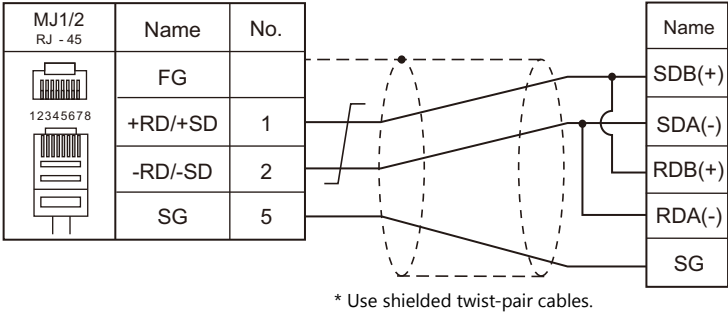 MJ1/2
RJ - 45
Name
No.
Name
FG
SDB(+)
12345678
+RD/+SD
1
SDA(-)
-RD/-SD
2
RDB(+)
SG
5
RDA(-)
SG
* Use shielded twist-pair cables.